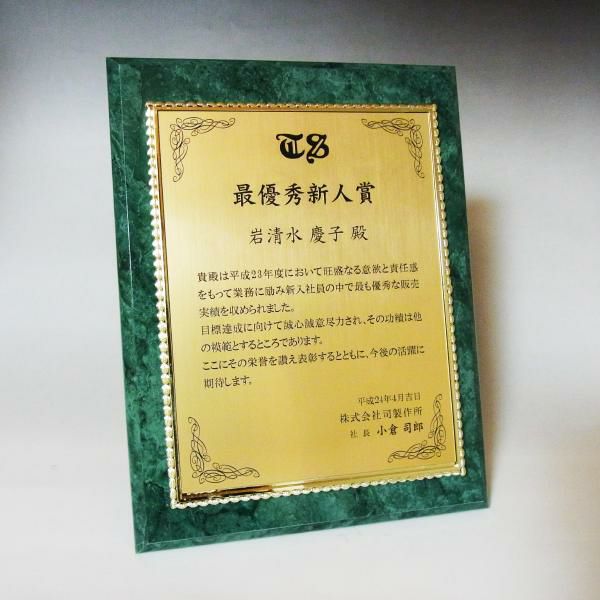 TS
最優秀新人賞
岩清水 慶子 殿
貴殿は平成23年度において旺盛なる意欲と責任感
をもって業務に励み新入社員の中で最も優秀な販売
実績を収められました。
目標達成に向けて誠心誠意尽力され、その功績は他
の模範とするところであります。
ここにその栄誉を讃え表彰するとともに、今後の活躍に
期待します。
平成24年4月吉日
株式会社司製作所
社 長 小倉 司郎